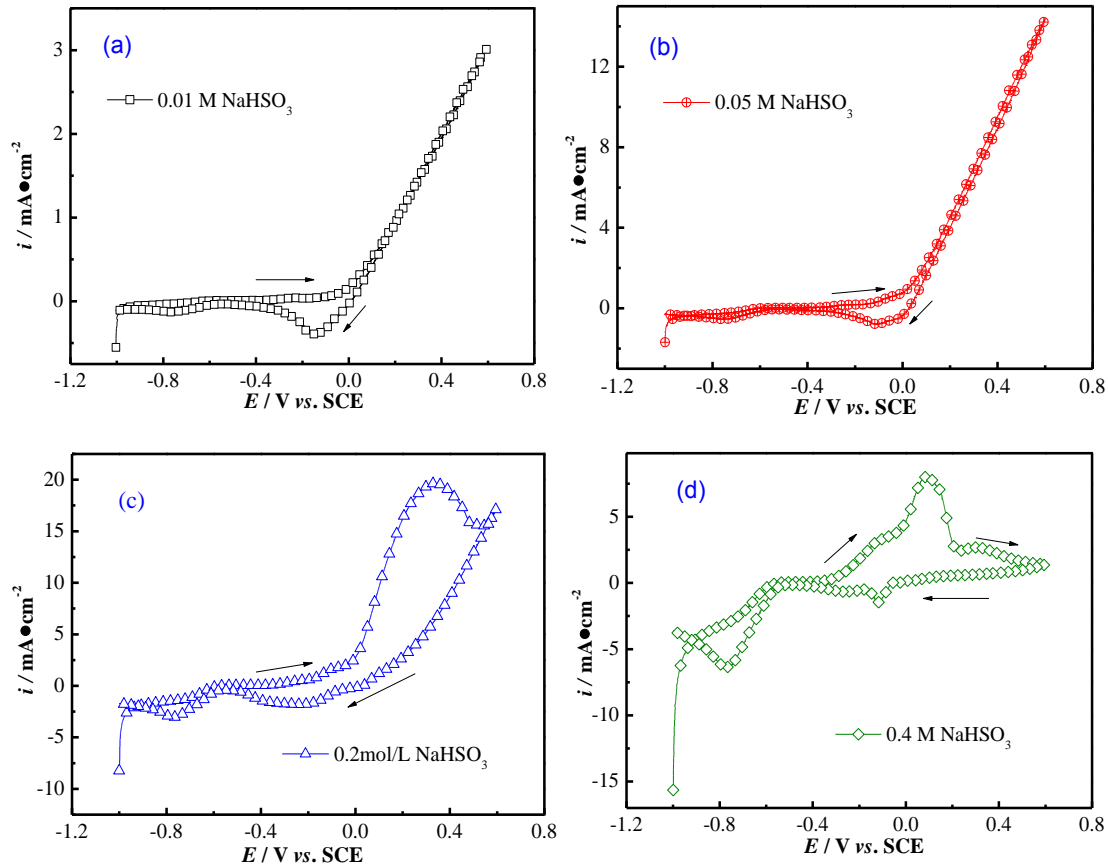 (a)
0.01 M NaHSO₃
i / mA●cm⁻²
3
2
1
0
-1.2 -0.8 -0.4 0.0 0.4 0.8
E / V vs. SCE
(b)
0.05 M NaHSO₃
i / mA●cm⁻²
12
8
4
0
-4
-1.2 -0.8 -0.4 0.0 0.4 0.8
E / V vs. SCE
(c)
0.2mol/L NaHSO₃
i / mA●cm⁻²
20
15
10
5
0
-5
-10
-1.2 -0.8 -0.4 0.0 0.4 0.8
E / V vs. SCE
(d)
0.4 M NaHSO₃
i / mA●cm⁻²
5
0
-5
-10
-15
-1.2 -0.8 -0.4 0.0 0.4 0.8
E / V vs. SCE